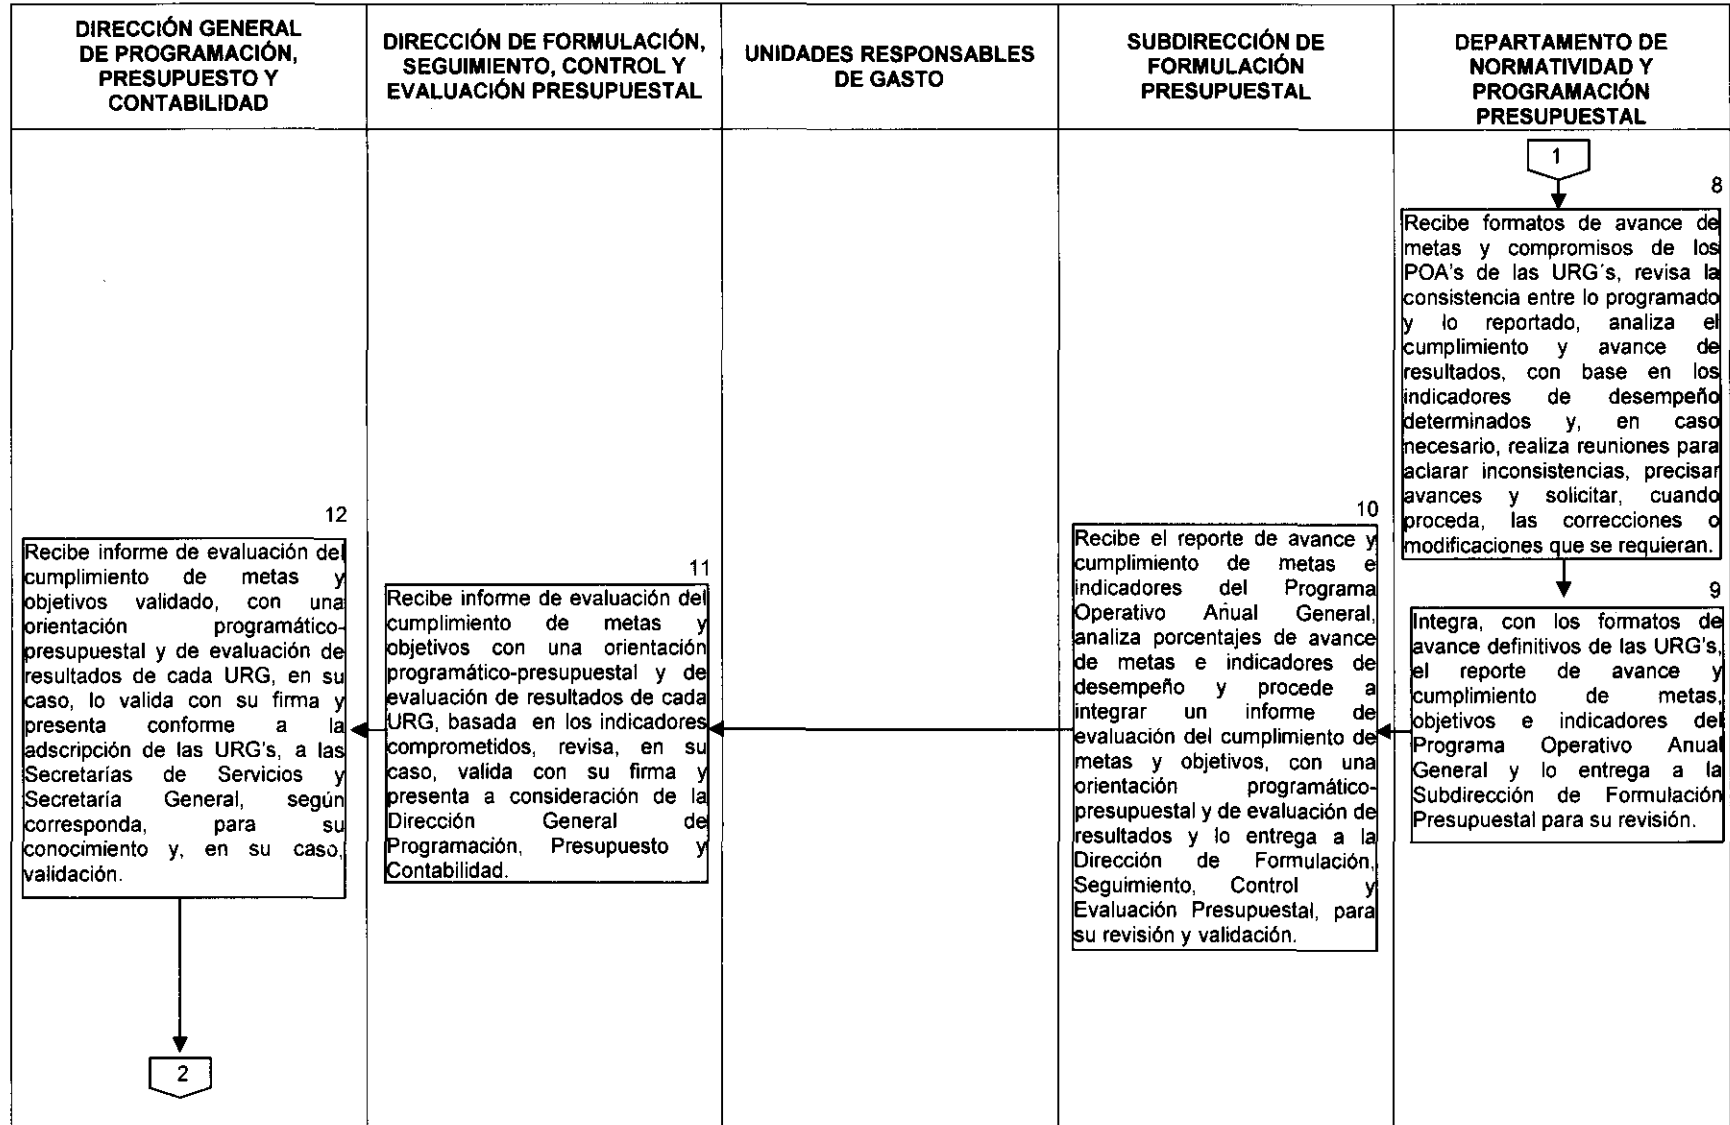 DIRECCIÓN GENERAL
DE PROGRAMACIÓN,
PRESUPUESTO Y
CONTABILIDAD
DIRECCIÓN DE FORMULACIÓN,
SEGUIMIENTO, CONTROL Y
EVALUACIÓN PRESUPUESTAL
UNIDADES RESPONSABLES
DE GASTO
SUBDIRECCIÓN DE
FORMULACIÓN
PRESUPUESTAL
DEPARTAMENTO DE
NORMATIVIDAD Y
PROGRAMACIÓN
PRESUPUESTAL
1
8
Recibe formatos de avance de
metas y compromisos de los
POA's de las URG´s, revisa la
consistencia entre lo programado
y lo reportado, analiza el
cumplimiento y avance de
resultados, con base en los
indicadores de desempeño
determinados y, en caso
necesario, realiza reuniones para
aclarar inconsistencias, precisar
avances y solicitar, cuando
proceda, las correcciones o
modificaciones que se requieran.
9
Integra, con los formatos de
avance definitivos de las URG's,
el reporte de avance y
cumplimiento de metas,
objetivos e indicadores del
Programa Operativo Anual
General y lo entrega a la
Subdirección de Formulación
Presupuestal para su revisión.
10
Recibe el reporte de avance y
cumplimiento de metas e
indicadores del Programa
Operativo Anual General,
analiza porcentajes de avance
de metas e indicadores de
desempeño y procede a
integrar un informe de
evaluación del cumplimiento de
metas y objetivos, con una
orientación programático-
presupuestal y de evaluación de
resultados y lo entrega a la
Dirección de Formulación,
Seguimiento, Control y
Evaluación Presupuestal, para
su revisión y validación.
11
Recibe informe de evaluación del
cumplimiento de metas y
objetivos con una orientación
programático-presupuestal y de
evaluación de resultados de cada
URG, basada en los indicadores
comprometidos, revisa, en su
caso, valida con su firma y
presenta a consideración de la
Dirección General de
Programación, Presupuesto y
Contabilidad.
12
Recibe informe de evaluación del
cumplimiento de metas y
objetivos validado, con una
orientación programático-
presupuestal y de evaluación de
resultados de cada URG, en su
caso, lo valida con su firma y
presenta conforme a la
adscripción de las URG's, a las
Secretarías de Servicios y
Secretaría General, según
corresponda, para su
conocimiento y, en su caso,
validación.
2